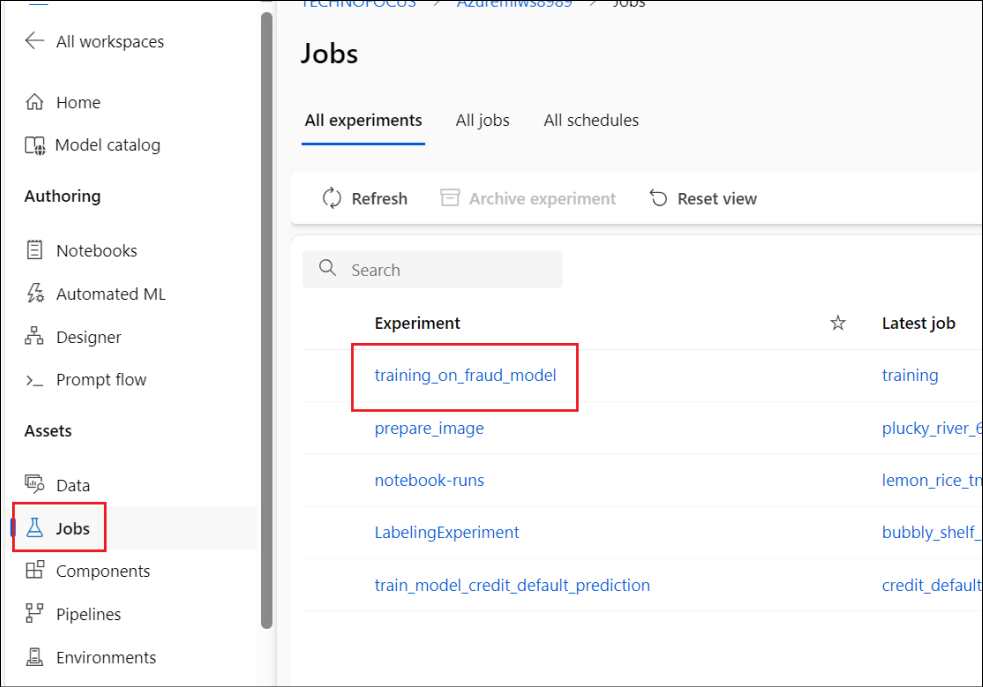 TECHNOFOCUS > Azuremlws8989 > Jobs
All workspaces
Home
Model catalog
Authoring
Notebooks
Automated ML
Designer
Prompt flow
Assets
Data
Jobs
Components
Pipelines
Environments
Jobs
All experiments All jobs All schedules
Refresh Archive experiment Reset view
Search
Experiment Latest job
training_on_fraud_model training
prepare_image plucky_river_6
notebook-runs lemon_rice_tn
LabelingExperiment bubbly_shelf_
train_model_credit_default_prediction credit_default